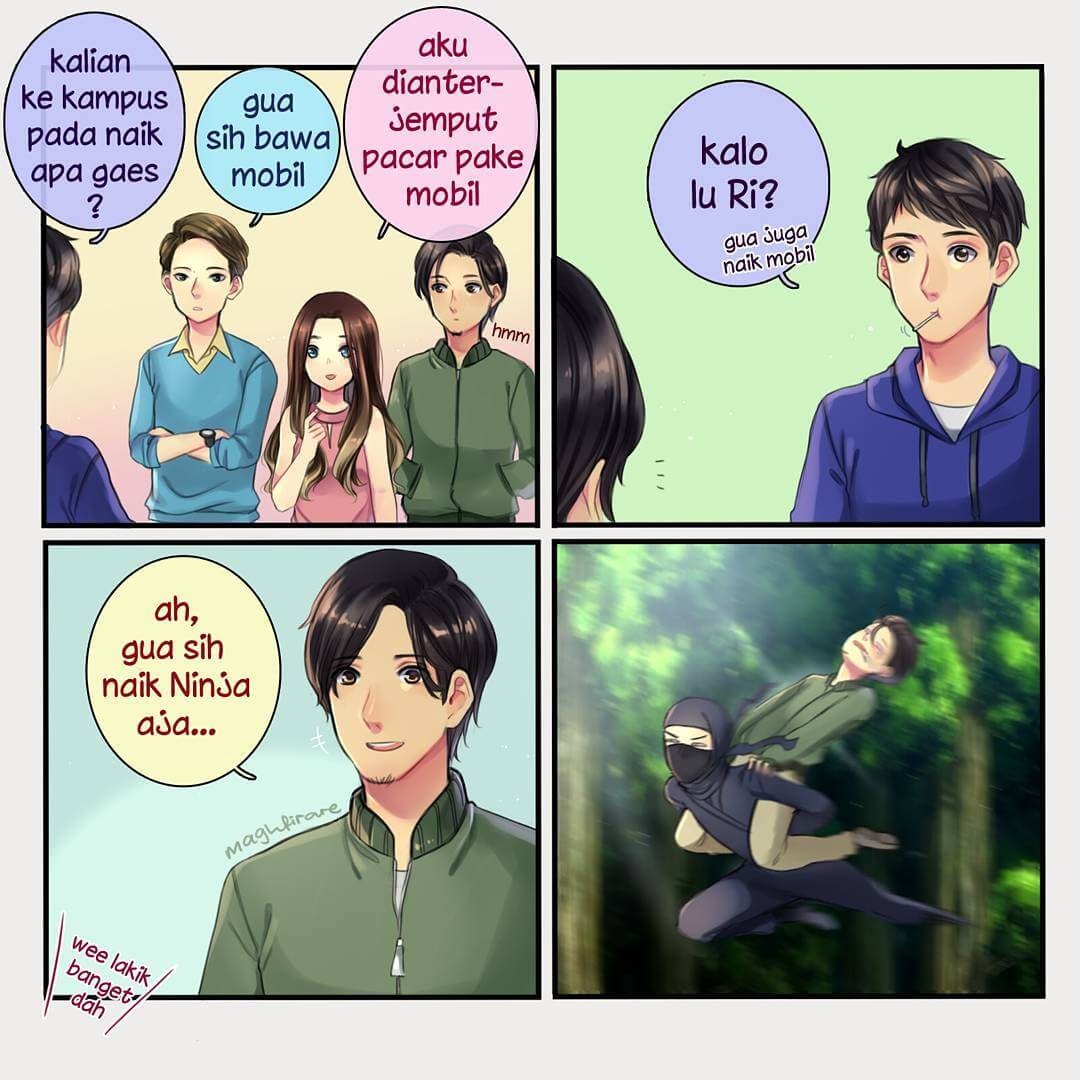 kalian
ke kampus
pada naik
apa gaes
?
gua
sih bawa
mobil
aku
dianter-
jemput
pacar pake
mobil
hmm
kalo
lu Ri?
gua juga
naik mobil
ah,
gua sih
naik Ninja
aja...
maghfirare
wee lakik
banget
dah